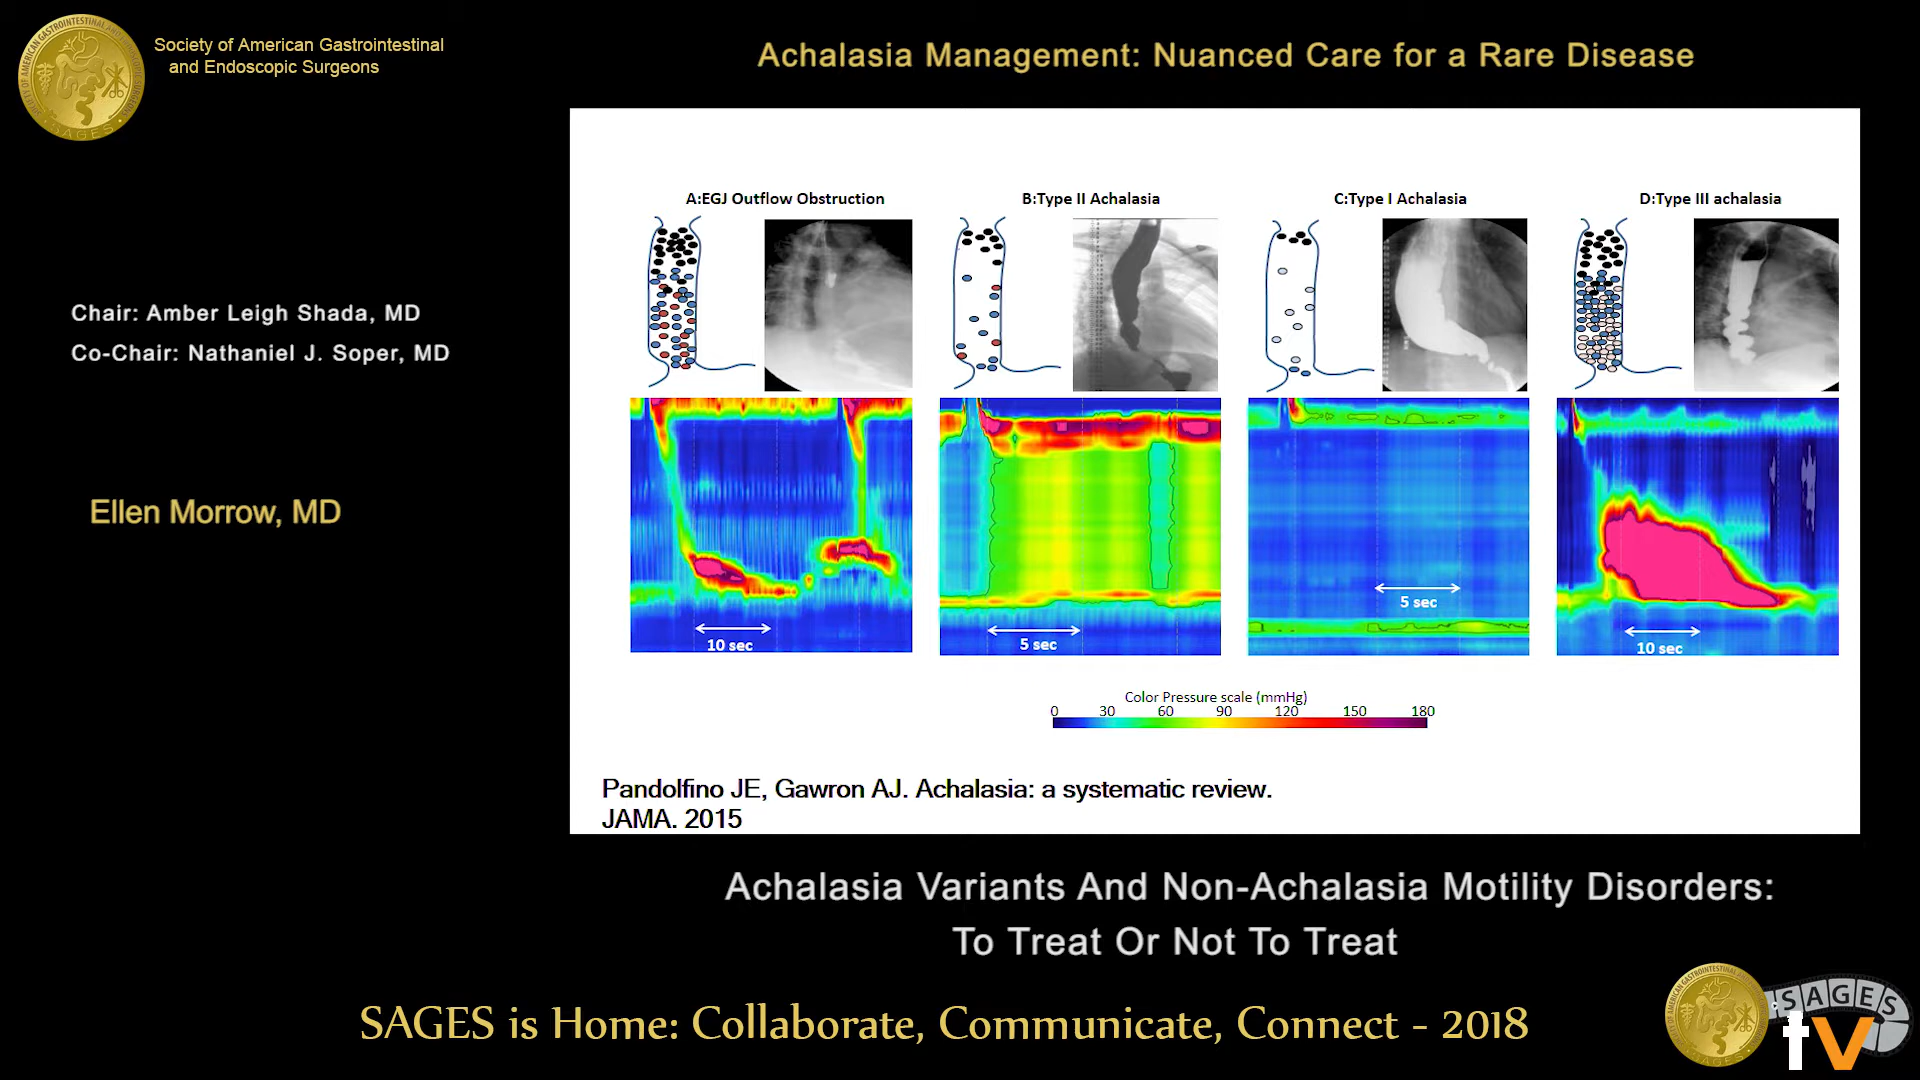 Society of American Gastrointestinal
and Endoscopic Surgeons
Achalasia Management: Nuanced Care for a Rare Disease
Chair: Amber Leigh Shada, MD
Co-Chair: Nathaniel J. Soper, MD
Ellen Morrow, MD
A:EGJ Outflow Obstruction
B:Type II Achalasia
C:Type I Achalasia
D:Type III achalasia
10 sec
5 sec
5 sec
10 sec
Color Pressure scale (mmHg)
0 30 60 90 120 150 180
Pandolfino JE, Gawron AJ. Achalasia: a systematic review.
JAMA. 2015
Achalasia Variants And Non-Achalasia Motility Disorders:
To Treat Or Not To Treat
SAGES is Home: Collaborate, Communicate, Connect - 2018
SAGES
tv